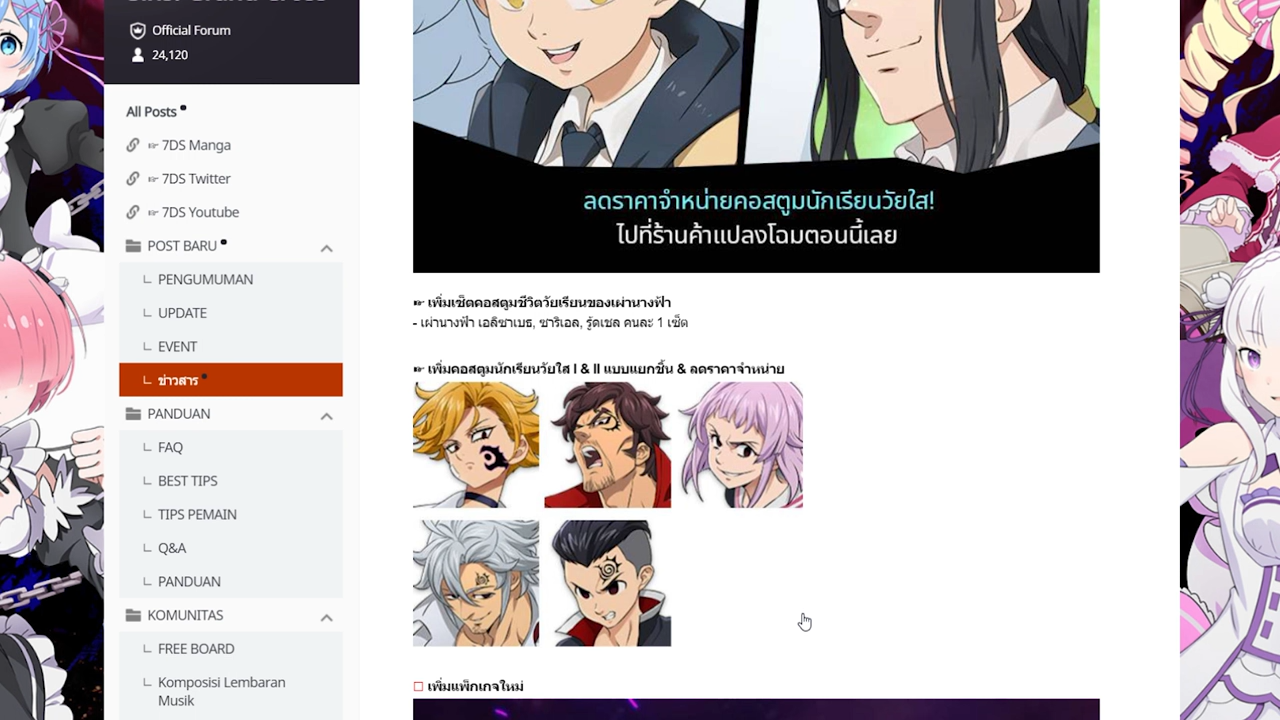 Official Forum
24,120
All Posts
7DS Manga
7DS Twitter
7DS Youtube
POST BARU
PENGUMUMAN
UPDATE
EVENT
ข่าวสาร
PANDUAN
FAQ
BEST TIPS
TIPS PEMAIN
Q&A
PANDUAN
KOMUNITAS
FREE BOARD
Komposisi Lembaran
Musik
ลดราคาจำหน่ายคอสตูมนักเรียนวัยใส!
ไปที่ร้านค้าแปลงโฉมตอนนี้เลย
☛ เพิ่มเซ็ตคอสตูมชีวิตวัยเรียนของเผ่านางฟ้า
- เผ่านางฟ้า เอลิซาเบธ, ซาริเอล, รู้ดเชล คนละ 1 เซ็ต
☛ เพิ่มคอสตูมนักเรียนวัยใส I & II แบบแยกชิ้น & ลดราคาจำหน่าย
□ เพิ่มแพ็กเกจใหม่